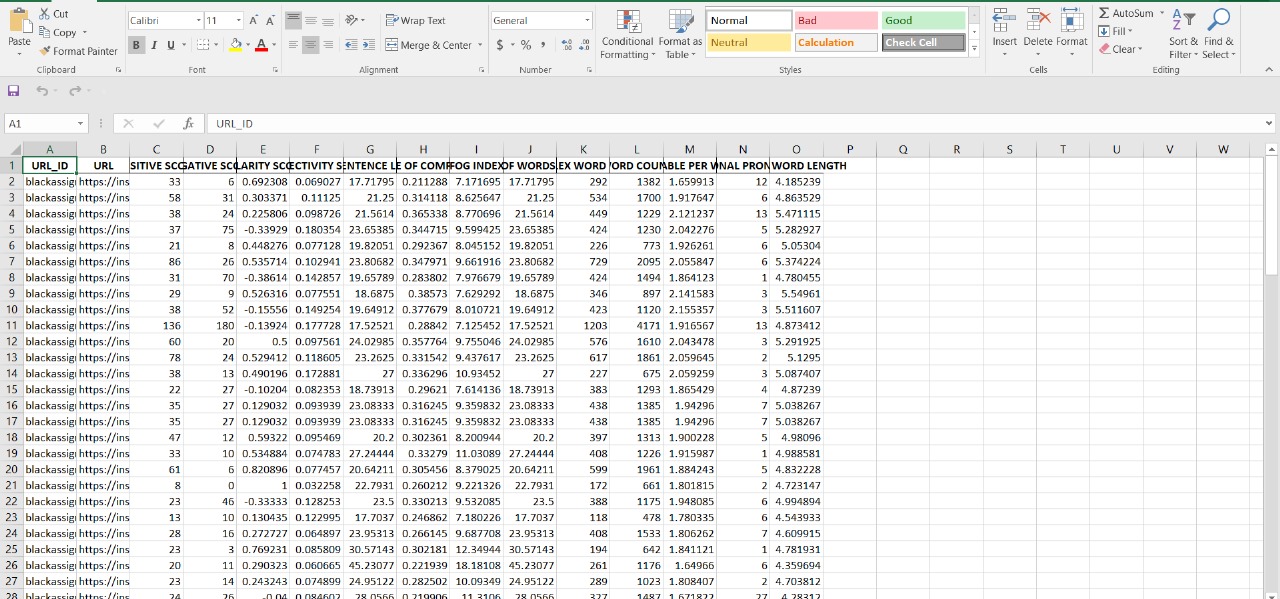 Cut
Copy
Format Painter
Paste
Clipboard
Calibri 11
B I U
Font
Wrap Text
Merge & Center
Alignment
General
$ % ,
Number
Conditional Formatting
Format as Table
Normal Bad Good
Neutral Calculation Check Cell
Styles
Insert Delete Format
Cells
AutoSum
Fill
Clear
Sort & Filter
Find & Select
Editing
A1 fx URL_ID
A B C D E F G H I J K L M N O P Q R S T U V W
1 URL_ID URL SITIVE SCO GATIVE SCO LARITY SCO ECTIVITY S ENTENCE L E OF COMP FOG INDEX OF WORDS EX WORD ORD COUN ABLE PER W NAL PRON WORD LENGTH
2 blackassig https://ins 33 6 0.692308 0.069027 17.71795 0.211288 7.171695 17.71795 292 1382 1.659913 12 4.185239
3 blackassig https://ins 58 31 0.303371 0.11125 21.25 0.314118 8.625647 21.25 534 1700 1.917647 6 4.863529
4 blackassig https://ins 38 24 0.225806 0.098726 21.5614 0.365338 8.770696 21.5614 449 1229 2.121237 13 5.471115
5 blackassig https://ins 37 75 -0.33929 0.180354 23.65385 0.344715 9.599425 23.65385 424 1230 2.042276 5 5.282927
6 blackassig https://ins 21 8 0.448276 0.077128 19.82051 0.292367 8.045152 19.82051 226 773 1.926261 6 5.05304
7 blackassig https://ins 86 26 0.535714 0.102941 23.80682 0.347971 9.661916 23.80682 729 2095 2.055847 6 5.374224
8 blackassig https://ins 31 70 -0.38614 0.142857 19.65789 0.283802 7.976679 19.65789 424 1494 1.864123 1 4.780455
9 blackassig https://ins 29 9 0.526316 0.077551 18.6875 0.38573 7.629292 18.6875 346 897 2.141583 3 5.54961
10 blackassig https://ins 38 52 -0.15556 0.149254 19.64912 0.377679 8.010721 19.64912 423 1120 2.155357 3 5.511607
11 blackassig https://ins 136 180 -0.13924 0.177728 17.52521 0.28842 7.125452 17.52521 1203 4171 1.916567 13 4.873412
12 blackassig https://ins 60 20 0.5 0.097561 24.02985 0.357764 9.755046 24.02985 576 1610 2.043478 3 5.291925
13 blackassig https://ins 78 24 0.529412 0.118605 23.2625 0.331542 9.437617 23.2625 617 1861 2.059645 2 5.1295
14 blackassig https://ins 38 13 0.490196 0.172881 27 0.336296 10.93452 27 227 675 2.059259 3 5.087407
15 blackassig https://ins 22 27 -0.10204 0.082353 18.73913 0.29621 7.614136 18.73913 383 1293 1.865429 4 4.87239
16 blackassig https://ins 35 27 0.129032 0.093939 23.08333 0.316245 9.359832 23.08333 438 1385 1.94296 7 5.038267
17 blackassig https://ins 35 27 0.129032 0.093939 23.08333 0.316245 9.359832 23.08333 438 1385 1.94296 7 5.038267
18 blackassig https://ins 47 12 0.59322 0.095469 20.2 0.302361 8.200944 20.2 397 1313 1.900228 5 4.98096
19 blackassig https://ins 33 10 0.534884 0.074783 27.24444 0.33279 11.03089 27.24444 408 1226 1.915987 1 4.988581
20 blackassig https://ins 61 6 0.820896 0.077457 20.64211 0.305456 8.379025 20.64211 599 1961 1.884243 5 4.832228
21 blackassig https://ins 8 0 1 0.032258 22.7931 0.260212 9.221326 22.7931 172 661 1.801815 2 4.723147
22 blackassig https://ins 23 46 -0.33333 0.128253 23.5 0.330213 9.532085 23.5 388 1175 1.948085 6 4.994894
23 blackassig https://ins 13 10 0.130435 0.122995 17.7037 0.246862 7.180226 17.7037 118 478 1.780335 6 4.543933
24 blackassig https://ins 28 16 0.272727 0.064897 23.95313 0.266145 9.687708 23.95313 408 1533 1.806262 7 4.609915
25 blackassig https://ins 23 3 0.769231 0.085809 30.57143 0.302181 12.34944 30.57143 194 642 1.841121 1 4.781931
26 blackassig https://ins 20 11 0.290323 0.060665 45.23077 0.221939 18.18108 45.23077 261 1176 1.64966 6 4.359694
27 blackassig https://ins 23 14 0.243243 0.074899 24.95122 0.282502 10.09349 24.95122 289 1023 1.808407 2 4.703812
28 blackassig https://ins 24 26 -0.04 0.084602 28.0566 0.219906 11.3106 28.0566 327 1487 1.671822 27 4.28312